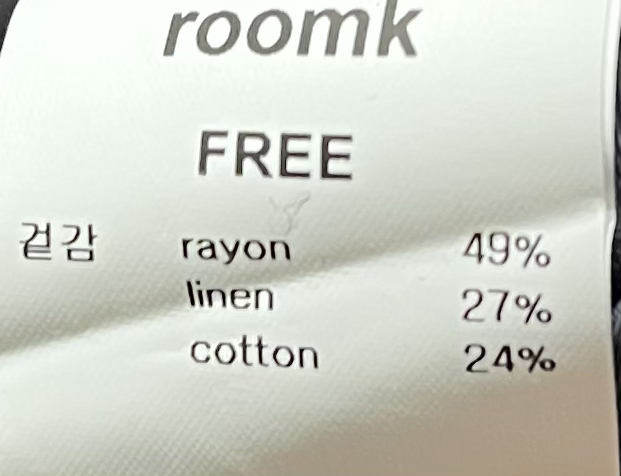 roomk
FREE
겉감 rayon 49%
linen 27%
cotton 24%